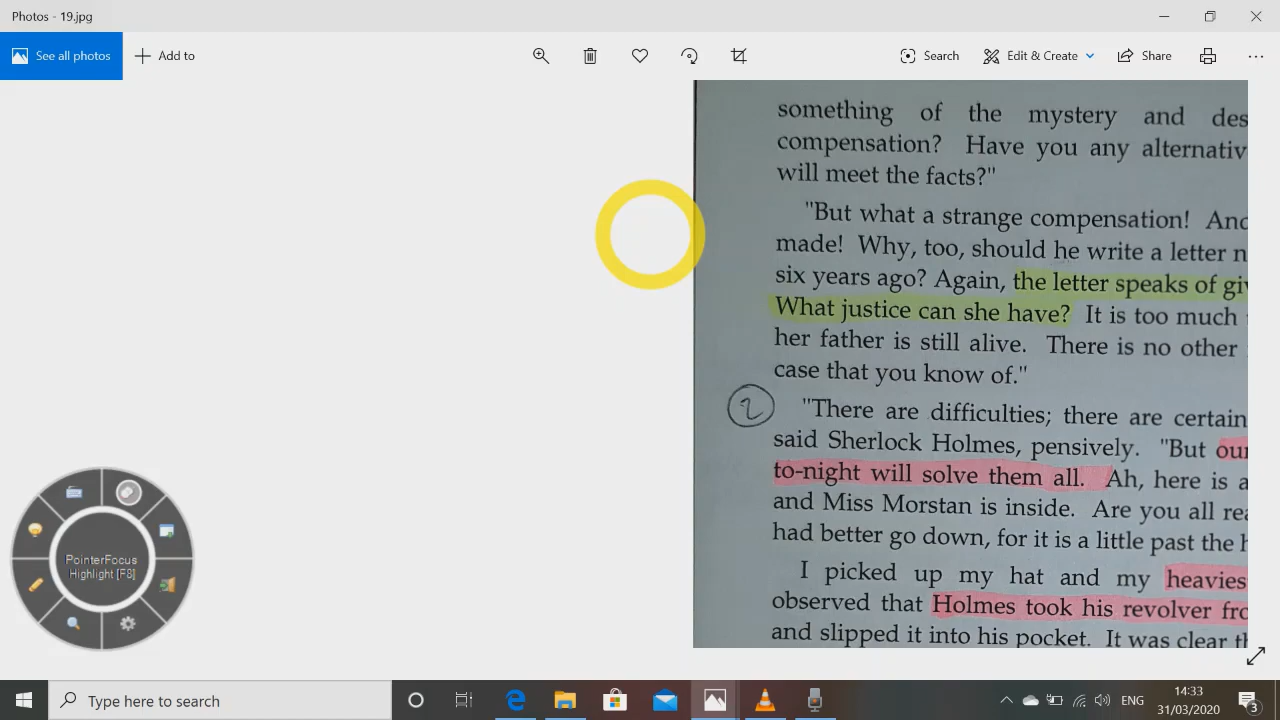 Photos - 19.jpg
See all photos
Add to
Search
Edit & Create
Share
something of the mystery and des
compensation? Have you any alternativ
will meet the facts?"
"But what a strange compensation! And
made! Why, too, should he write a letter n
six years ago? Again, the letter speaks of giv
What justice can she have? It is too much
her father is still alive. There is no other
case that you know of."
2
"There are difficulties; there are certain
said Sherlock Holmes, pensively. "But our
to-night will solve them all. Ah, here is a
and Miss Morstan is inside. Are you all rea
had better go down, for it is a little past the h
I picked up my hat and my heavies
observed that Holmes took his revolver fro
and slipped it into his pocket. It was clear th
PointerFocus
Highlight [F8]
Type here to search
ENG
14:33
31/03/2020
3